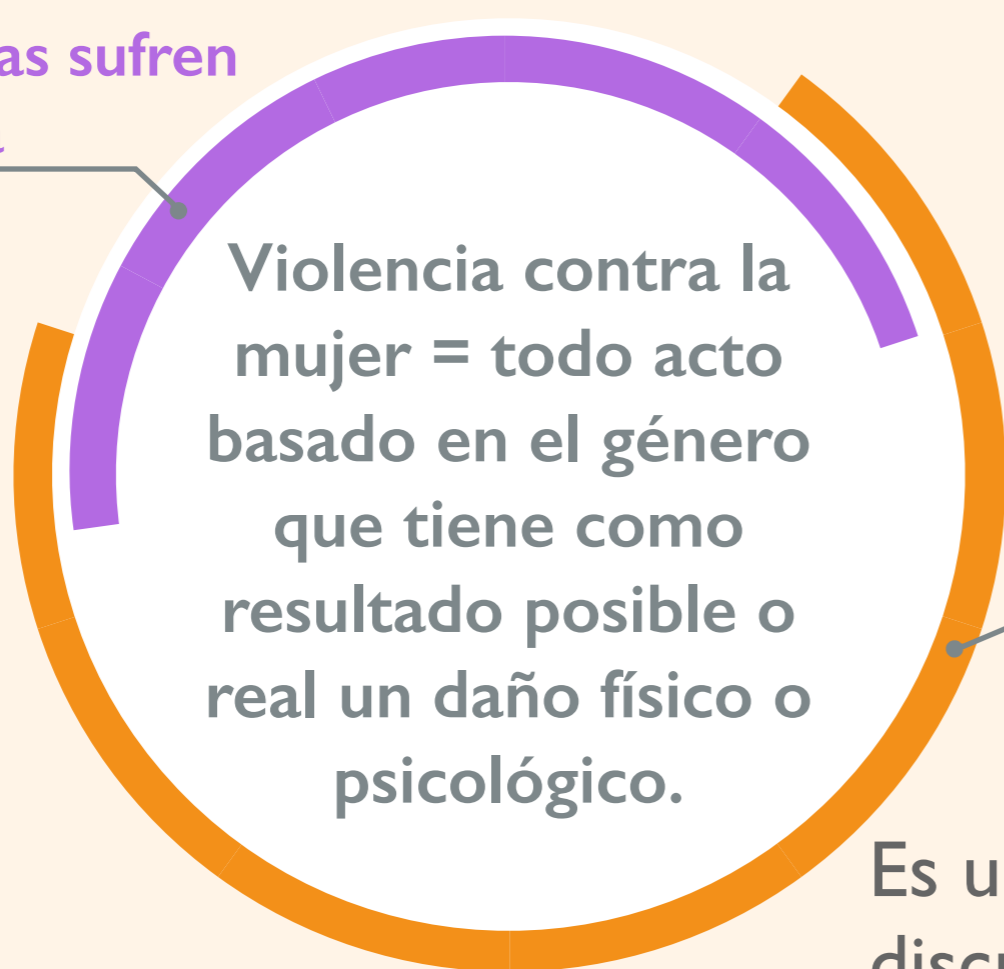 as sufren
Violencia contra la
mujer = todo acto
basado en el género
que tiene como
resultado posible o
real un daño físico o
psicológico.
Es u